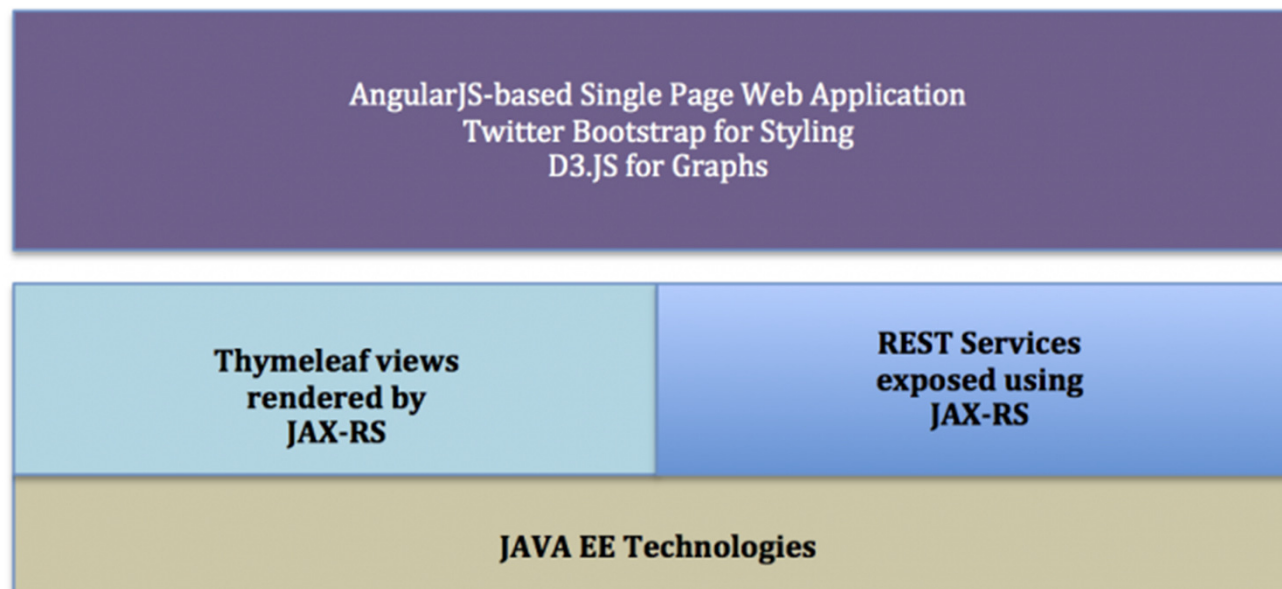 AngularJS-based Single Page Web Application
Twitter Bootstrap for Styling
D3.JS for Graphs
Thymeleaf views
rendered by
JAX-RS
REST Services
exposed using
JAX-RS
JAVA EE Technologies